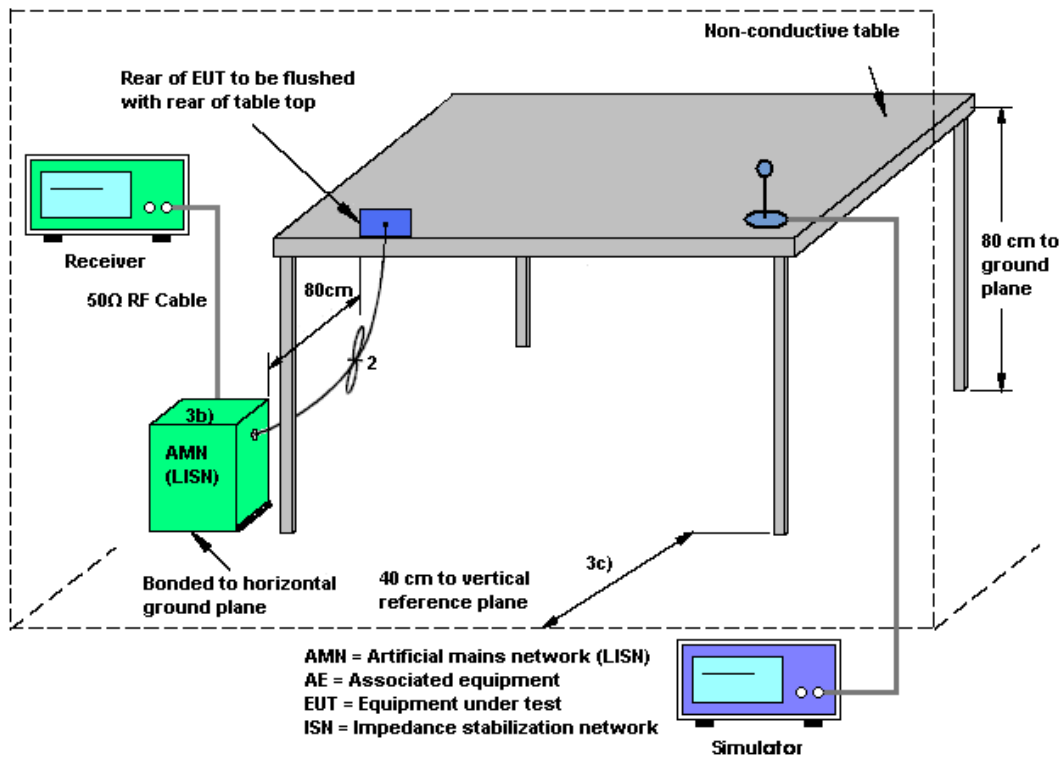 Non-conductive table
Rear of EUT to be flushed
with rear of table top
Receiver
50Ω RF Cable
80cm
80 cm to
ground
plane
2
3b)
AMN
(LISN)
3c)
Bonded to horizontal
ground plane
40 cm to vertical
reference plane
AMN = Artificial mains network (LISN)
AE = Associated equipment
EUT = Equipment under test
ISN = Impedance stabilization network
Simulator